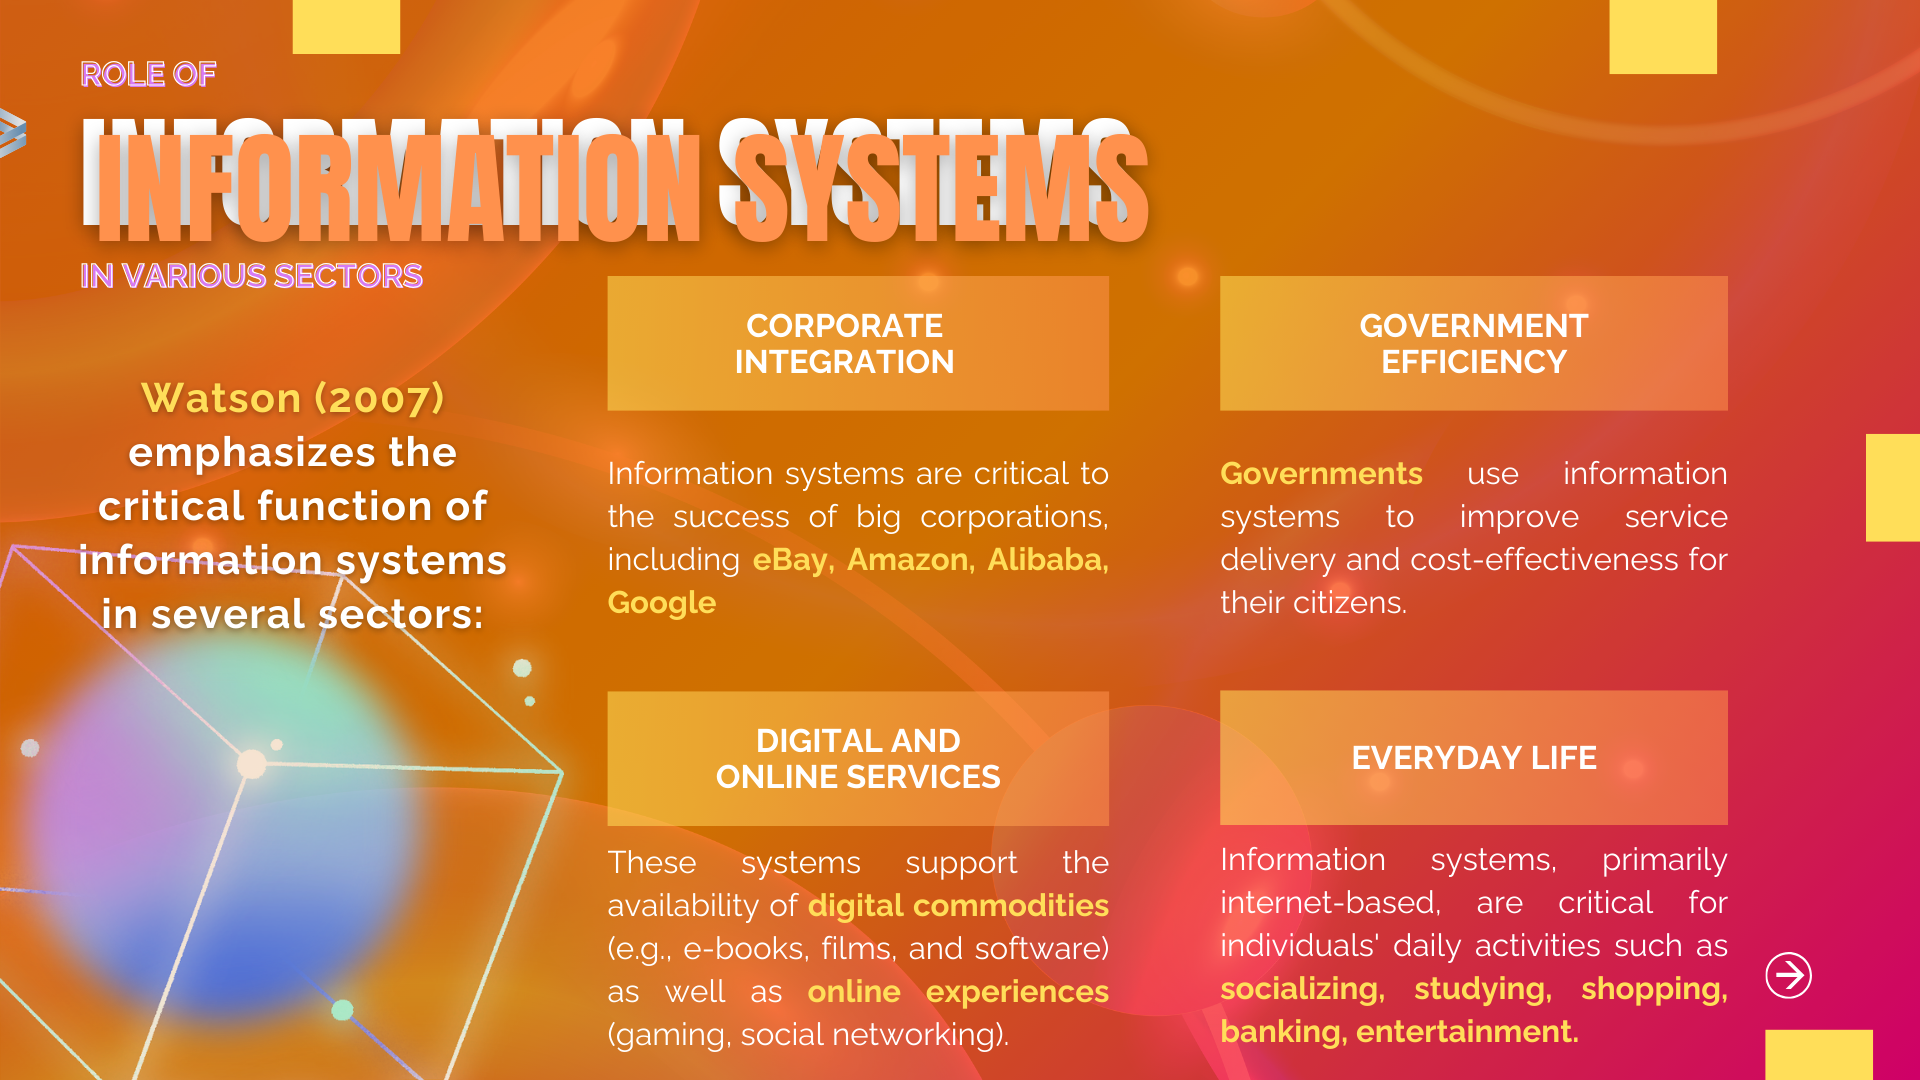 ROLE OF
INFORMATION SYSTEMS
IN VARIOUS SECTORS
Watson (2007)
emphasizes the
critical function of
information systems
in several sectors:
CORPORATE
INTEGRATION
Information systems are critical to
the success of big corporations,
including eBay, Amazon, Alibaba,
Google
GOVERNMENT
EFFICIENCY
Governments use information
systems to improve service
delivery and cost-effectiveness for
their citizens.
DIGITAL AND
ONLINE SERVICES
These systems support the
availability of digital commodities
(e.g., e-books, films, and software)
as well as online experiences
(gaming, social networking).
EVERYDAY LIFE
Information systems, primarily
internet-based, are critical for
individuals' daily activities such as
socializing, studying, shopping,
banking, entertainment.